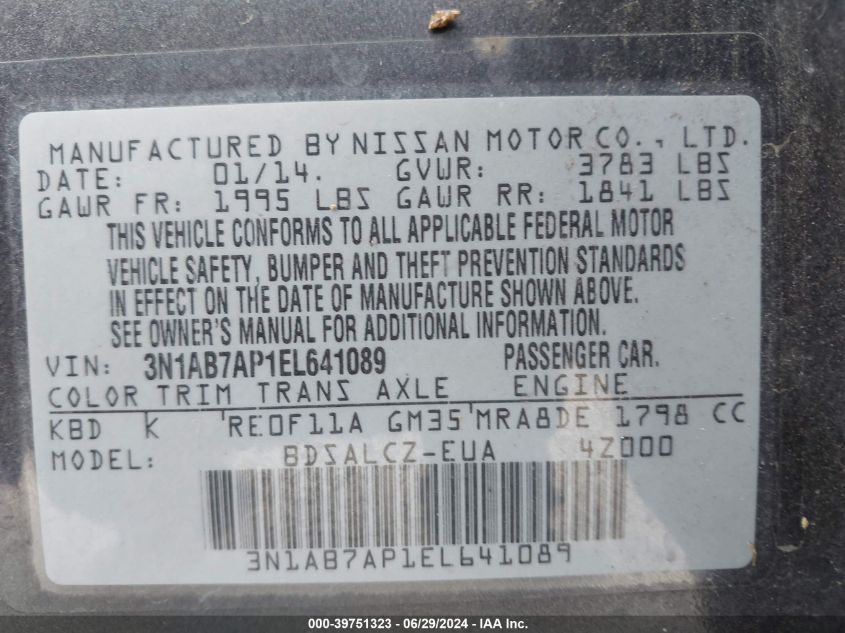 MANUFACTURED BY NISSAN MOTOR CO., LTD.
DATE: 01/14. GVWR: 3783 LBS
GAWR FR: 1995 LBS GAWR RR: 1841 LBS
THIS VEHICLE CONFORMS TO ALL APPLICABLE FEDERAL MOTOR
VEHICLE SAFETY, BUMPER AND THEFT PREVENTION STANDARDS
IN EFFECT ON THE DATE OF MANUFACTURE SHOWN ABOVE.
SEE OWNER'S MANUAL FOR ADDITIONAL INFORMATION.
VIN: 3N1AB7AP1EL641089 PASSENGER CAR.
COLOR TRIM TRANS AXLE ENGINE
KBD K 'RE0F11A GM35'MRA8DE 1798 CC
MODEL: BDSALCZ-EUA 4Z000
3N1AB7AP1EL641089
000-39751323 - 06/29/2024 - IAA Inc.